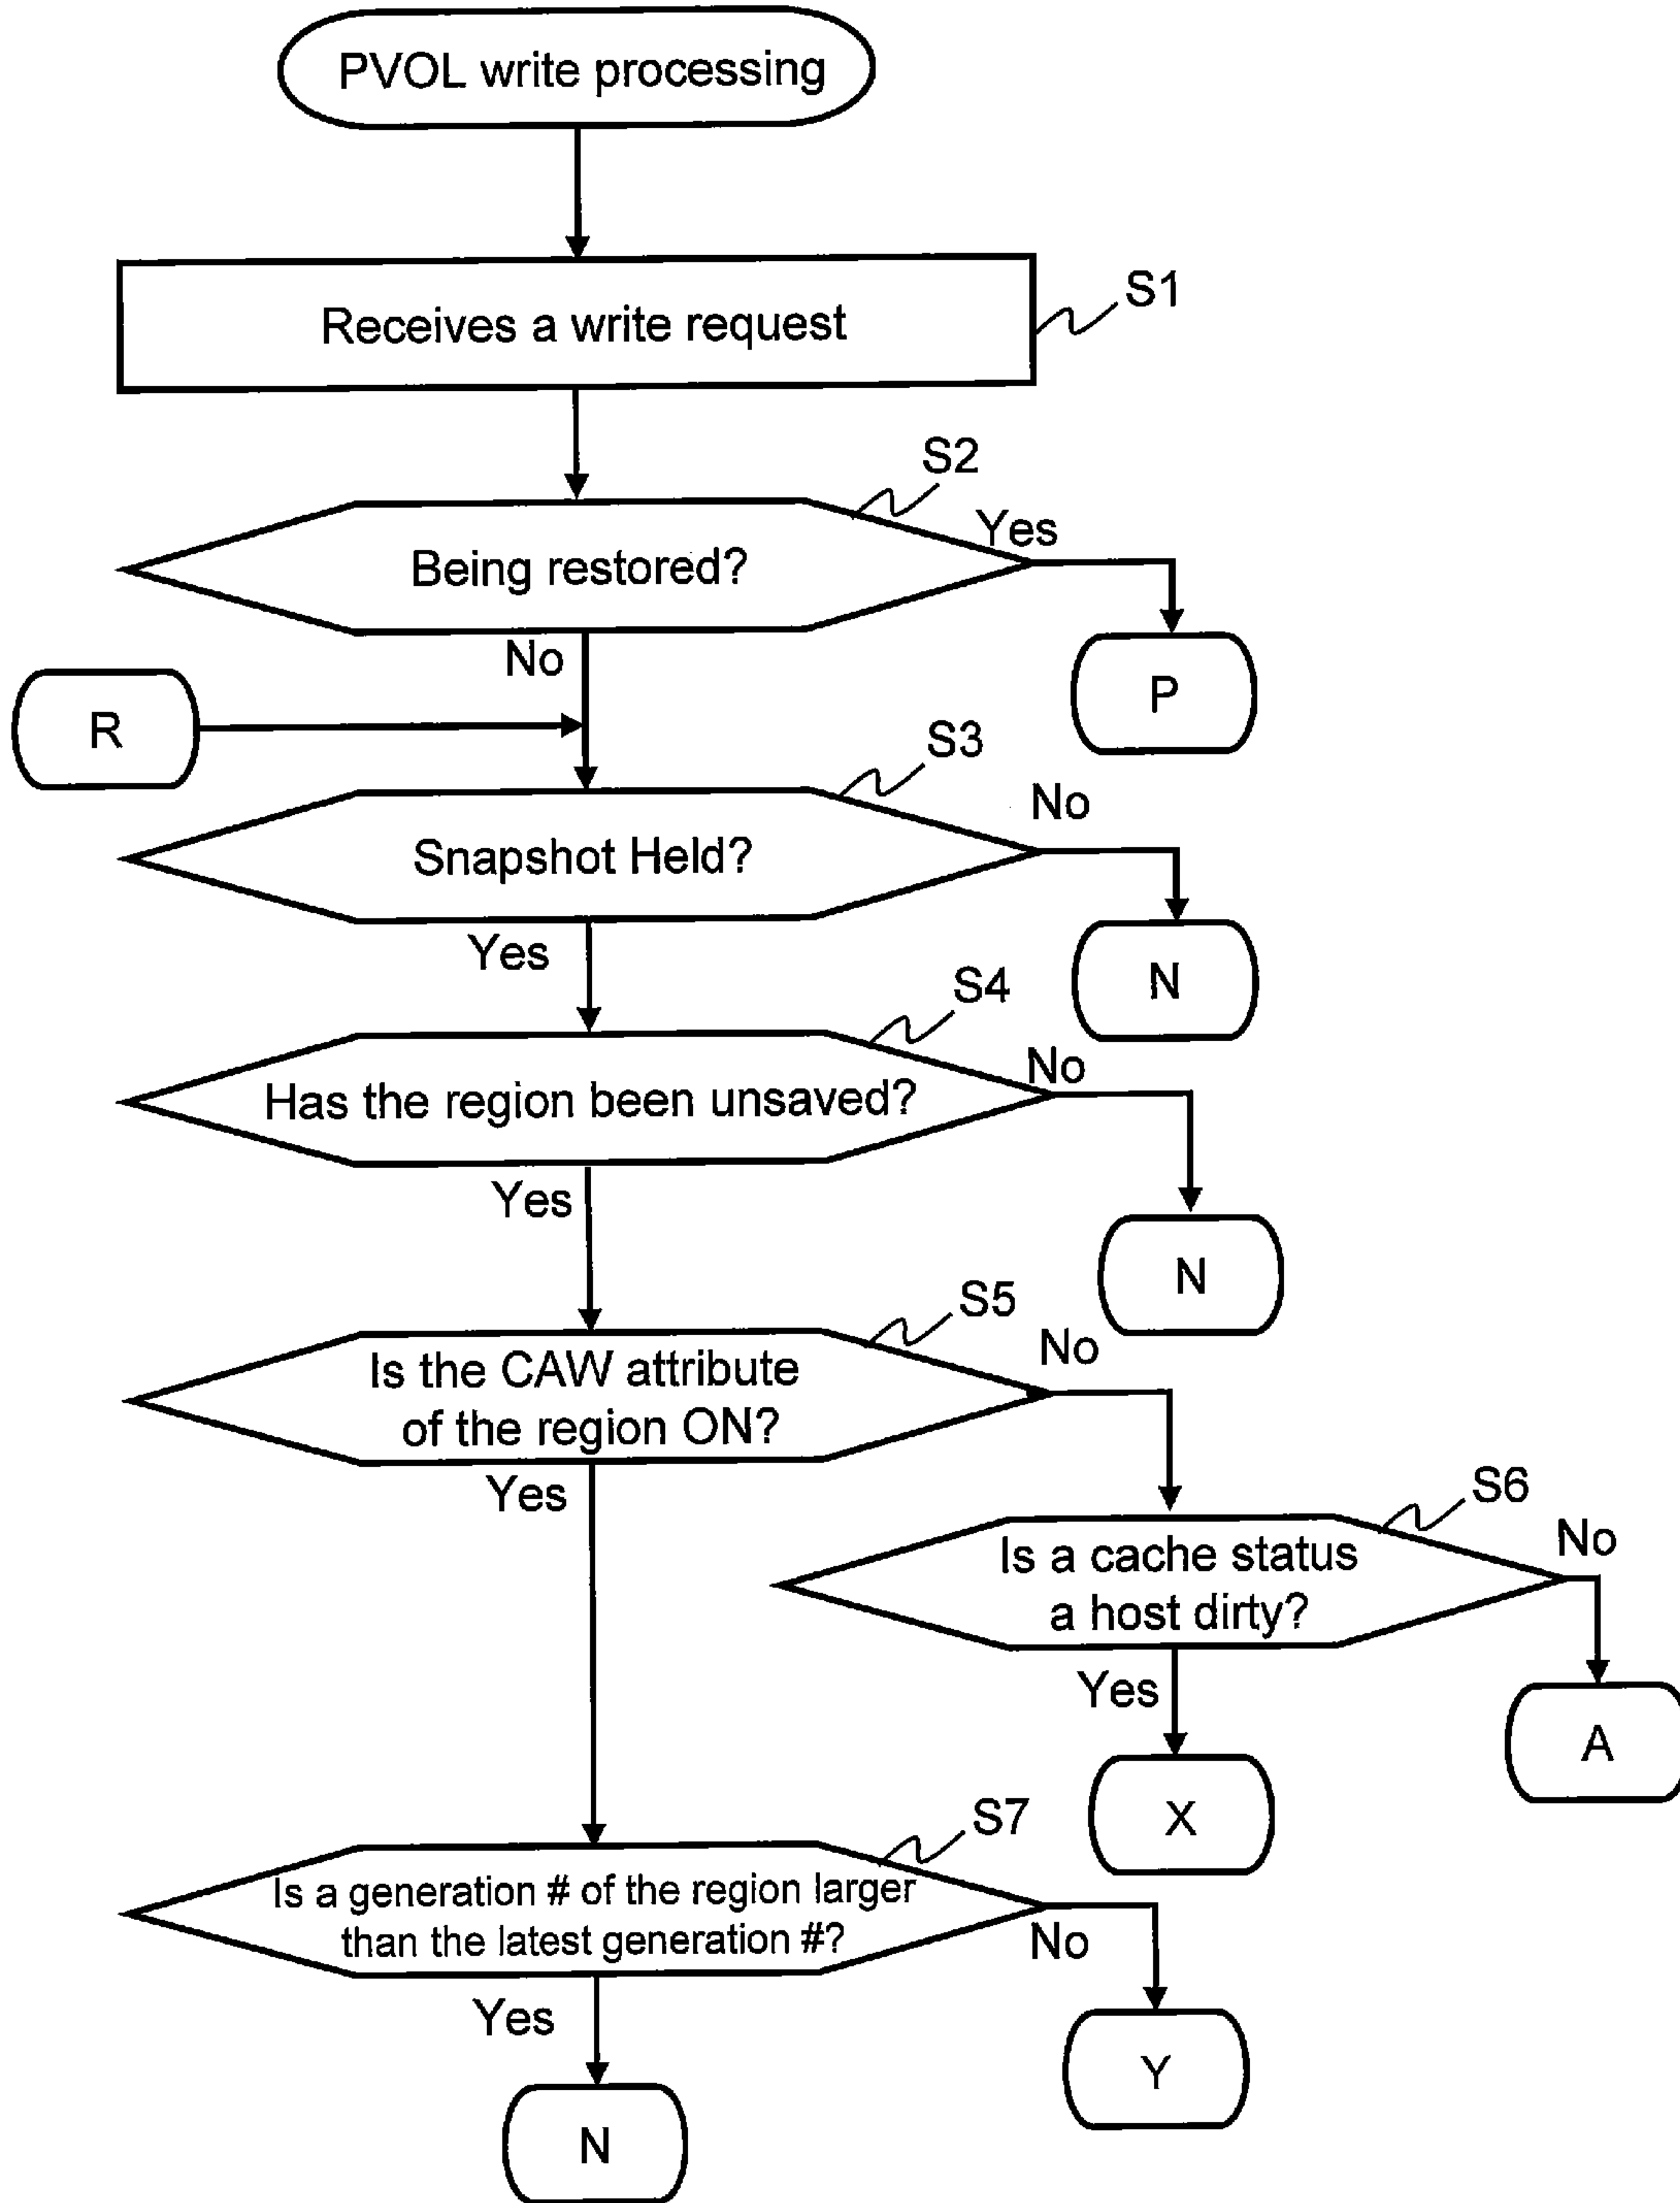 PVOL write processing
Receives a write request
S1
S2
Being restored?
Yes
No
P
R
S3
Snapshot Held?
No
Yes
N
S4
Has the region been unsaved?
No
Yes
N
S5
Is the CAW attribute
of the region ON?
No
Yes
S6
Is a cache status
a host dirty?
No
Yes
A
X
S7
Is a generation # of the region larger
than the latest generation #?
No
Yes
Y
N